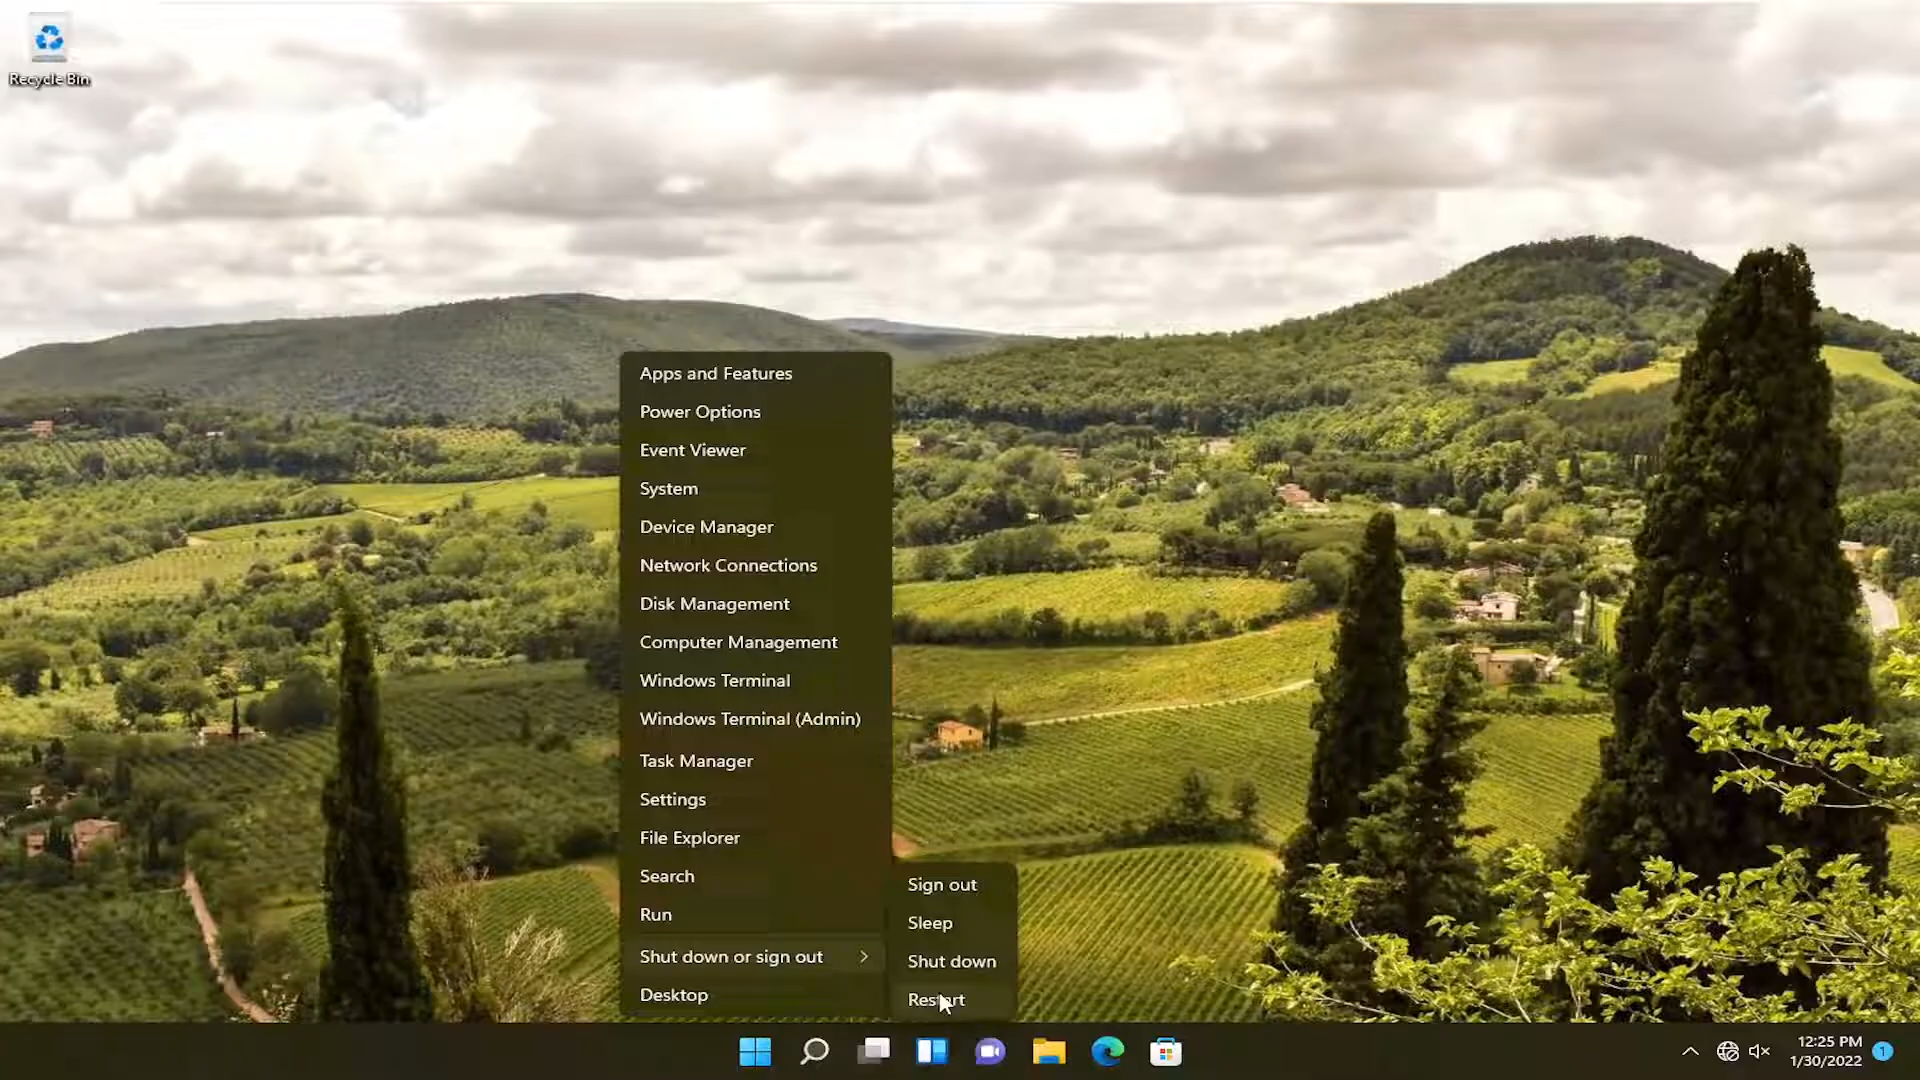 Recycle Bin
Apps and Features
Power Options
Event Viewer
System
Device Manager
Network Connections
Disk Management
Computer Management
Windows Terminal
Windows Terminal (Admin)
Task Manager
Settings
File Explorer
Search
Run
Shut down or sign out
Desktop
Sign out
Sleep
Shut down
Restart
12:25 PM
1/30/2022
1